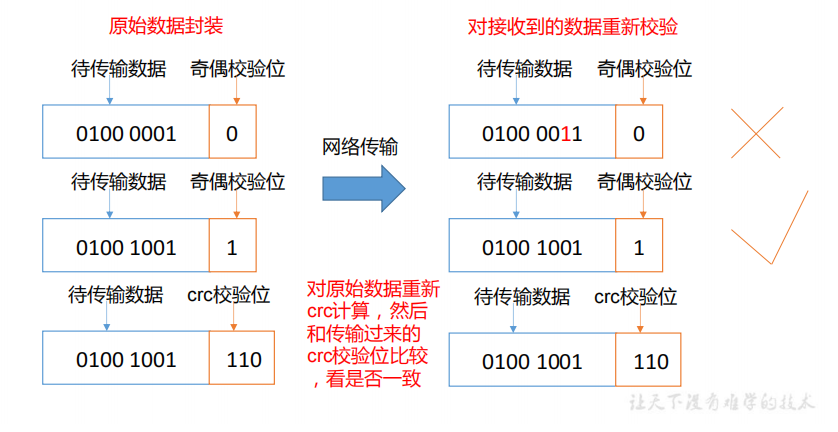 原始数据封装
对接收到的数据重新校验
待传输数据 奇偶校验位
待传输数据 奇偶校验位
0100 0001 0
0100 0011 0
网络传输
待传输数据 奇偶校验位
待传输数据 奇偶校验位
0100 1001 1
0100 1001 1
待传输数据 crc校验位
待传输数据 crc校验位
对原始数据重新
crc计算，然后
和传输过来的
crc校验位比较
，看是否一致
0100 1001 110
0100 1001 110
让天下没有难学的技术